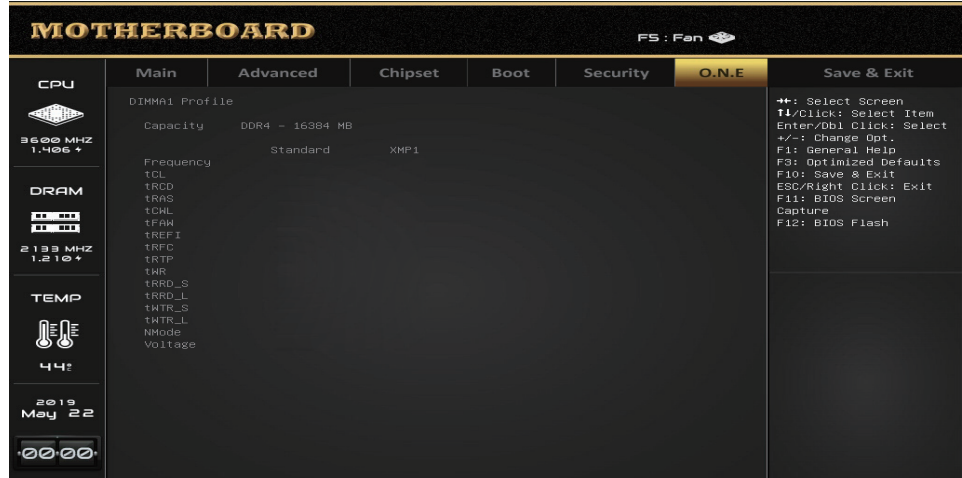 MOTHERBOARD
F5 : Fan
Main Advanced Chipset Boot Security O.N.E Save & Exit
CPU
3600 MHZ
1.406
DRAM
2133 MHZ
1.210
TEMP
44°
2019
May 22
00:00
DIMMA1 Profile
Capacity DDR4 - 16384 MB
Standard XMP1
Frequency
tCL
tRCD
tRAS
tCWL
tFAW
tREFI
tRFC
tRTP
tWR
tRRD_S
tRRD_L
tWTR_S
tWTR_L
NMode
Voltage
→←: Select Screen
↑↓/Click: Select Item
Enter/Dbl Click: Select
+/-: Change Opt.
F1: General Help
F3: Optimized Defaults
F10: Save & Exit
ESC/Right Click: Exit
F11: BIOS Screen
Capture
F12: BIOS Flash